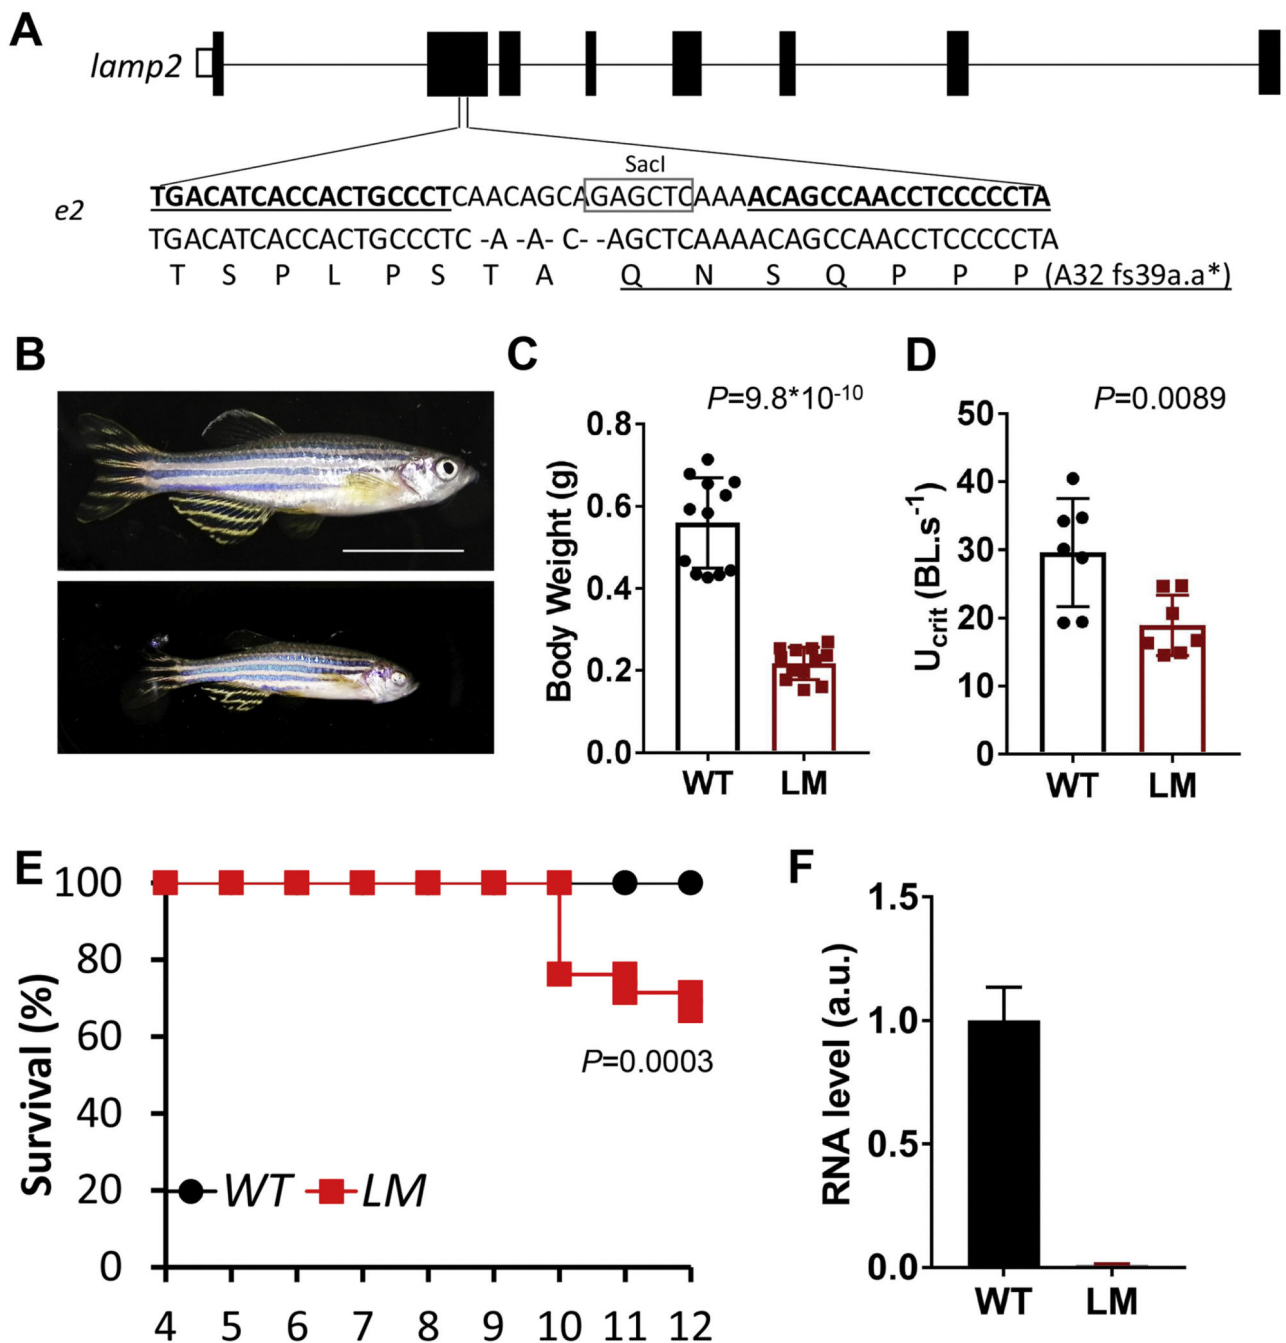 A
lamp2
SacI
TGACATCACCACTGCCCTCAACAGCAGAGCTCAAAACAGCCAACCTCCCCCTA
e2
TGACATCACCACTGCCCTC -A -A- C- -AGCTCAAAACAGCCAACCTCCCCCTA
T S P L P S T A Q N S Q P P P (A32 fs39a.a*)
B
C
P=9.8*10-10
Body Weight (g)
0.8
0.6
0.4
0.2
0.0
WT LM
D
P=0.0089
Ucrit (BL.s-1)
50
40
30
20
10
0
WT LM
E
Survival (%)
100
80
60
40
20
0
P=0.0003
WT LM
4 5 6 7 8 9 10 11 12
F
RNA level (a.u.)
1.5
1.0
0.5
0.0
WT LM